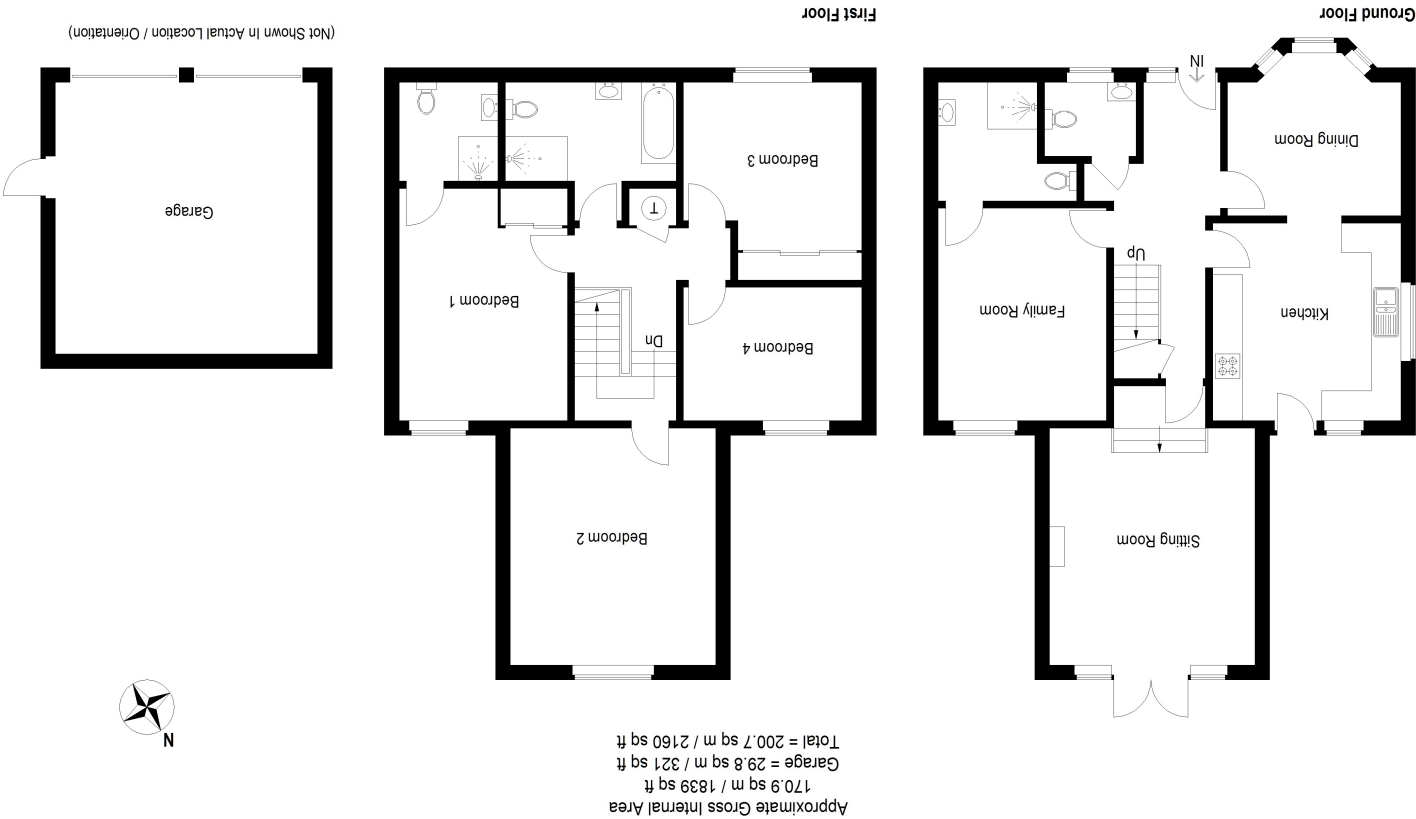 Approximate Gross Internal Area
170.9 sq m / 1839 sq ft
Garage = 29.8 sq m / 321 sq ft
Total = 200.7 sq m / 2160 sq ft
N
Sitting Room
Kitchen
Family Room
Up
Dining Room
IN
Ground Floor
Bedroom 2
Bedroom 4
Dn
Bedroom 1
T
Bedroom 3
First Floor
Garage
(Not Shown In Actual Location / Orientation)